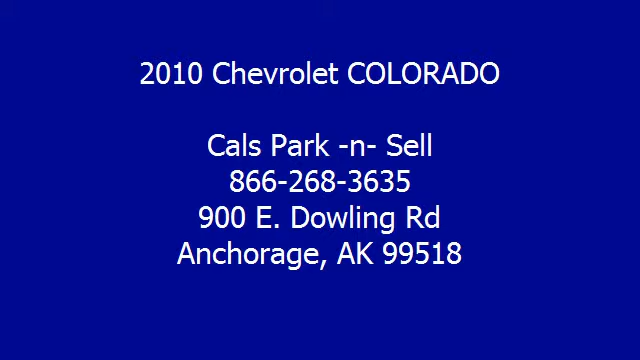 2010 Chevrolet COLORADO
Cals Park -n- Sell
866-268-3635
900 E. Dowling Rd
Anchorage, AK 99518